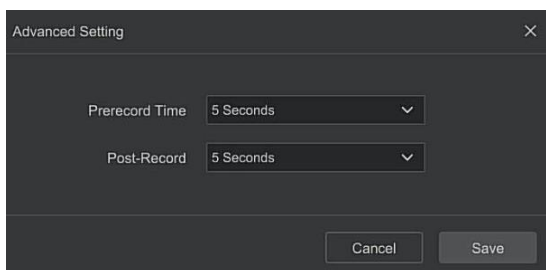 Advanced Setting
Prerecord Time 5 Seconds
Post-Record 5 Seconds
Cancel Save